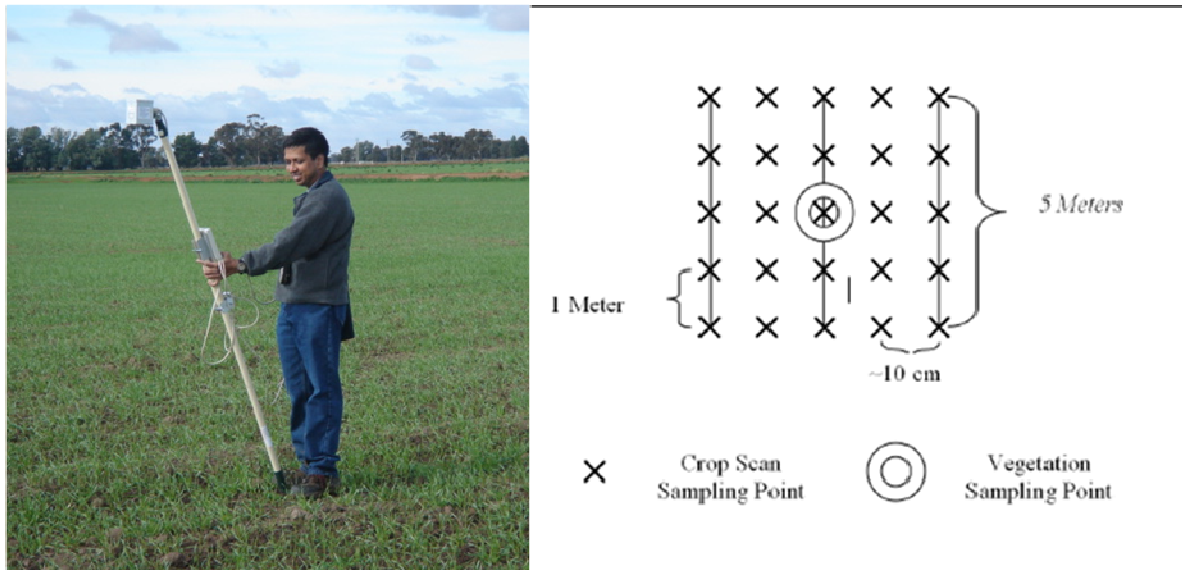 5 Meters
1 Meter
~10 cm
Crop Scan
Sampling Point
Vegetation
Sampling Point